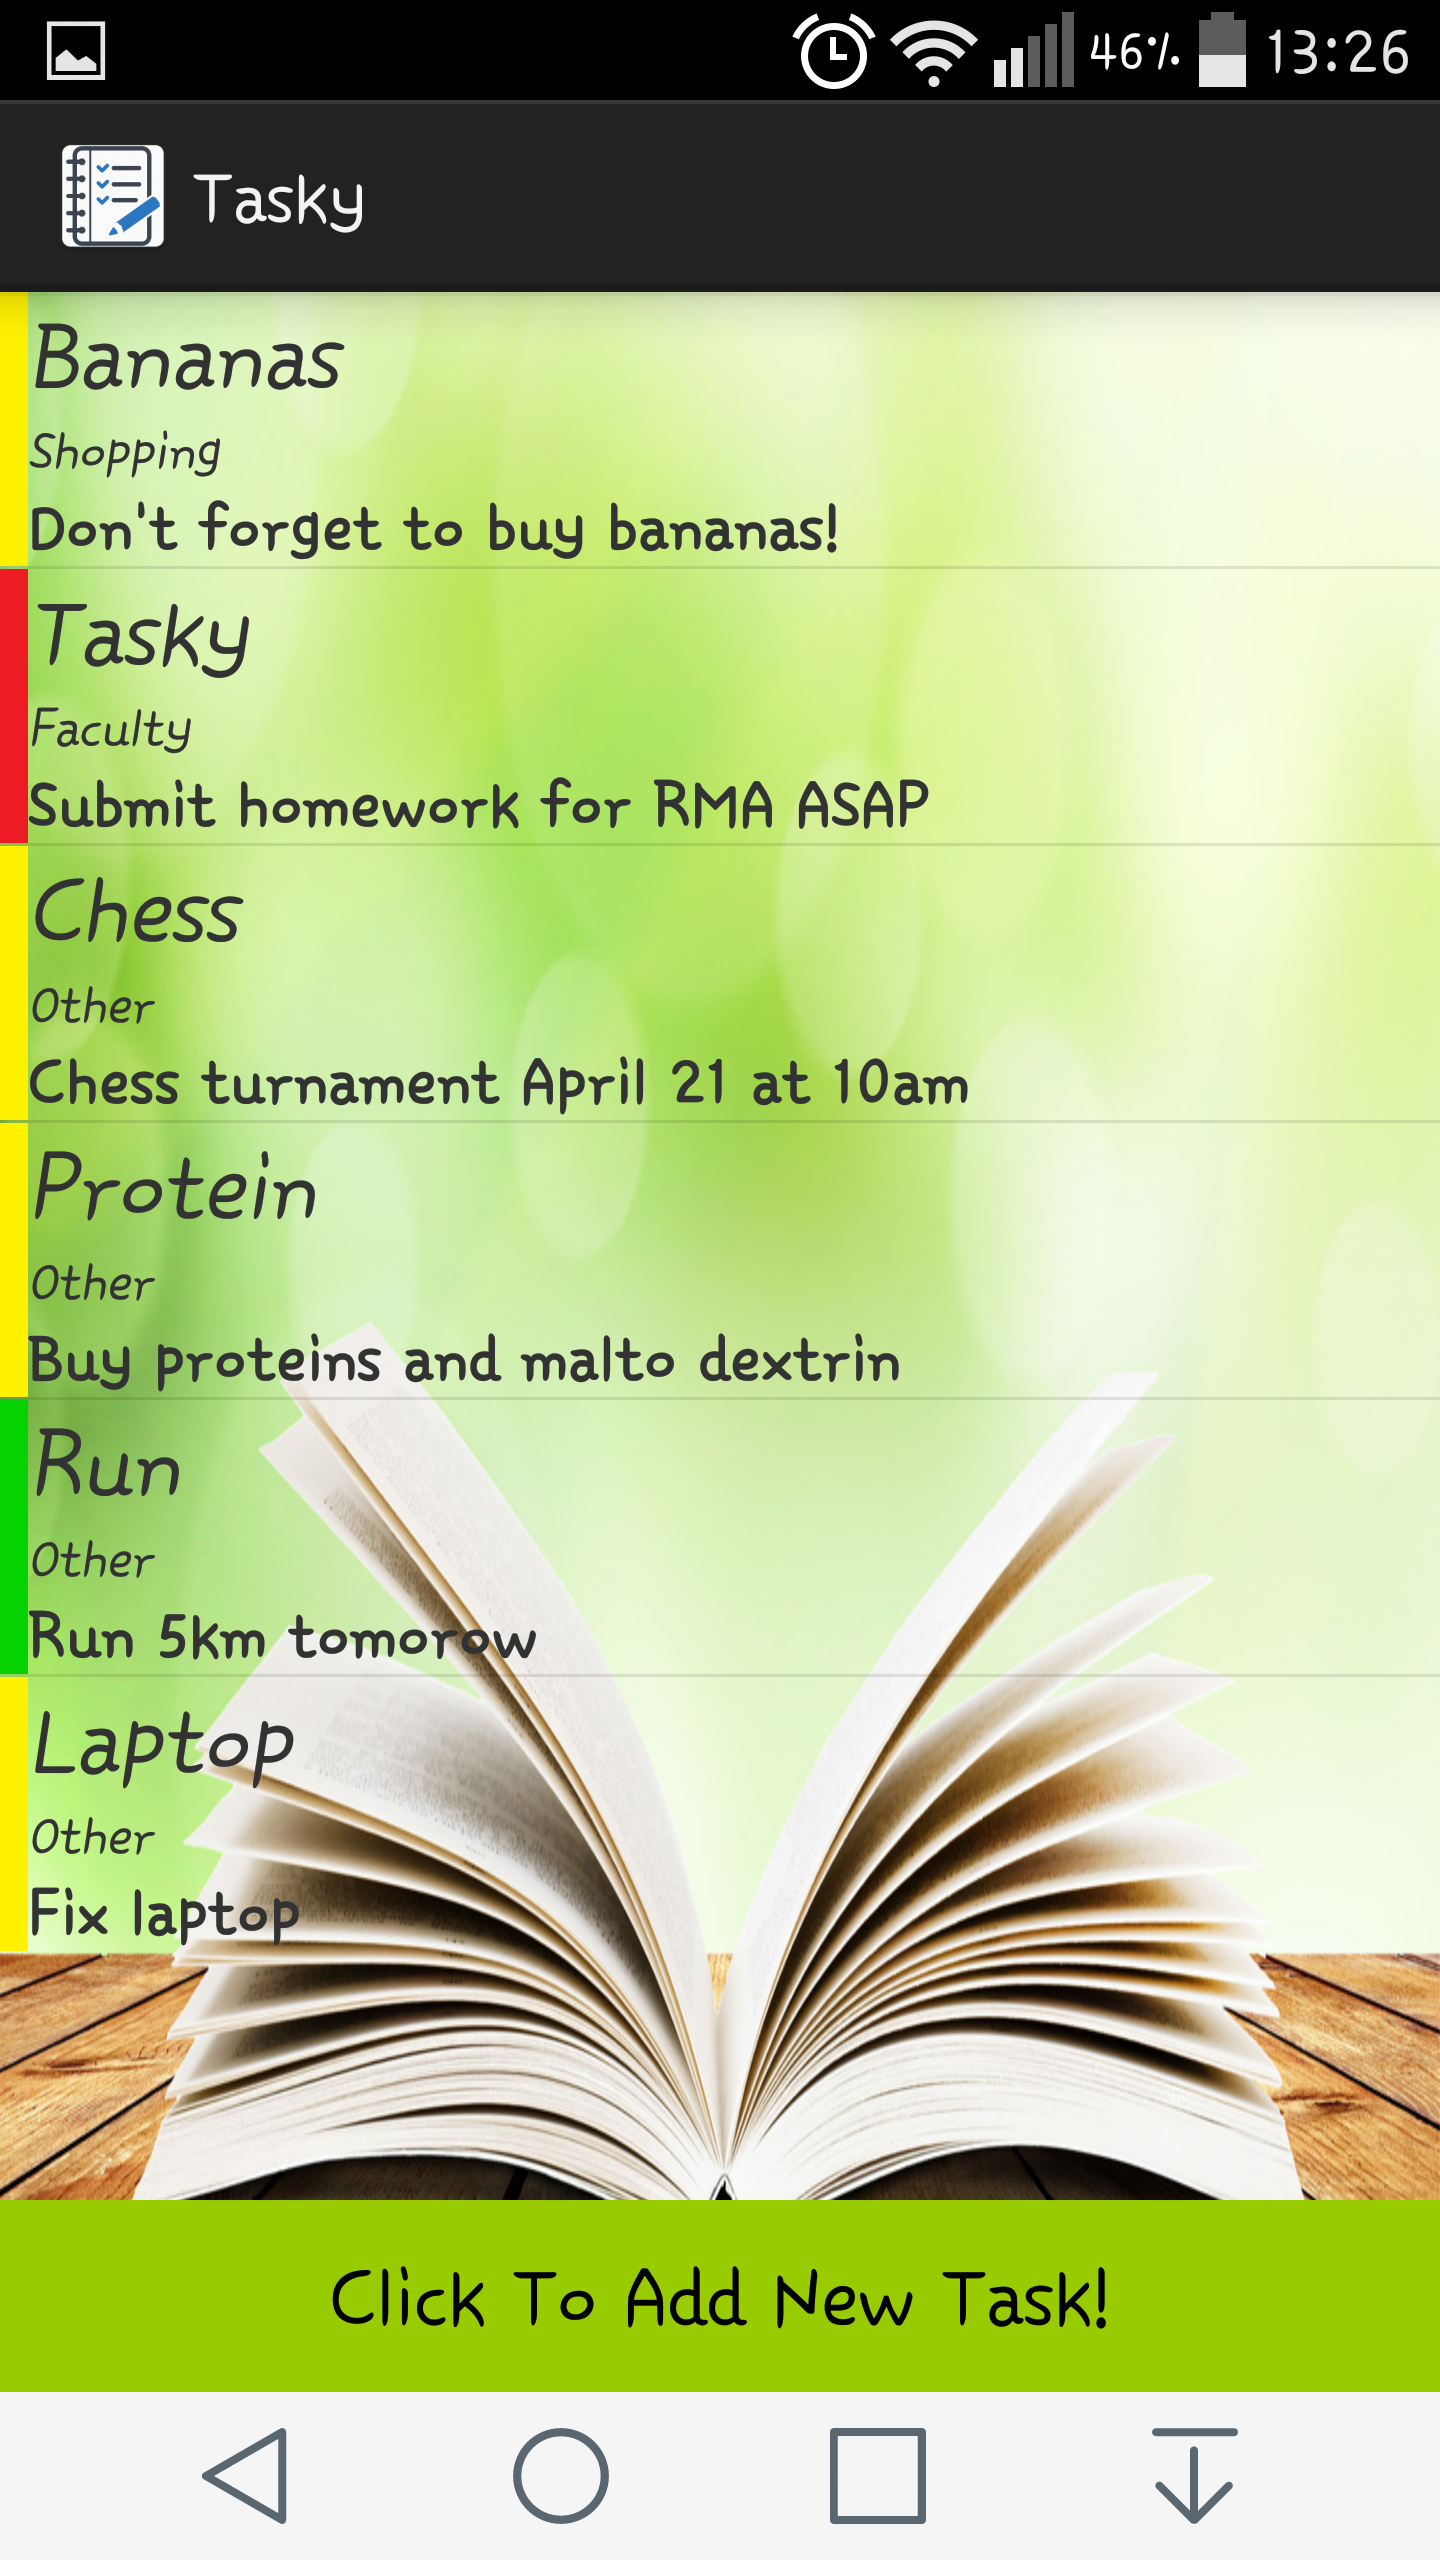 46% 13:26
Tasky
Bananas
Shopping
Don't forget to buy bananas!
Tasky
Faculty
Submit homework for RMA ASAP
Chess
Other
Chess turnament April 21 at 10am
Protein
Other
Buy proteins and malto dextrin
Run
Other
Run 5km tomorow
Laptop
Other
Fix laptop
Click To Add New Task!